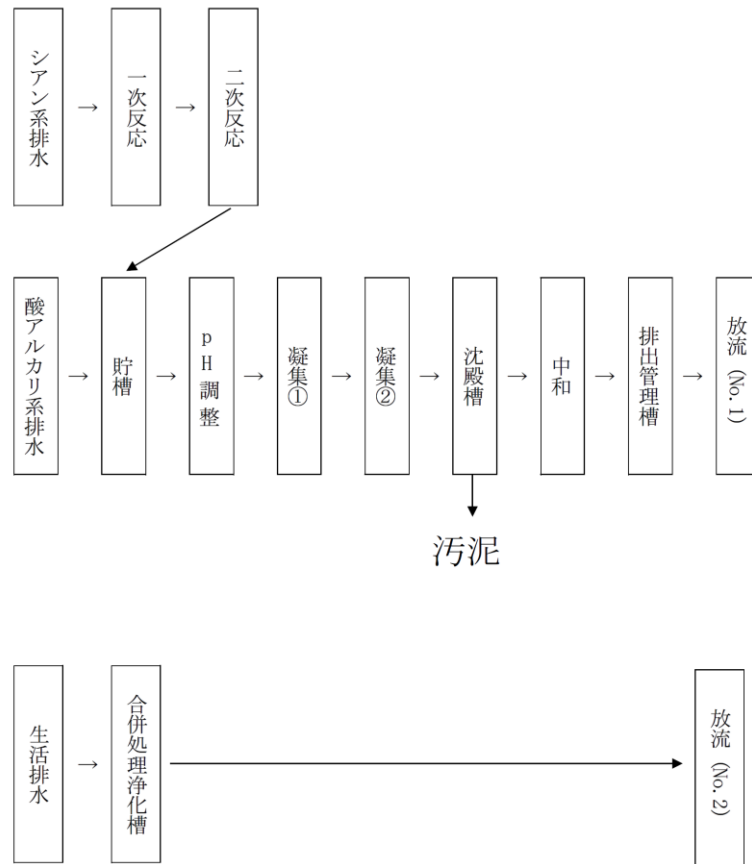 シアン系排水
→
一次反応
→
二次反応
酸アルカリ系排水
→
貯槽
→
pH調整
→
凝集①
→
凝集②
→
沈殿槽
→
中和
→
排出管理槽
→
放流 (No. 1)
汚泥
生活排水
→
合併処理浄化槽
放流 (No. 2)